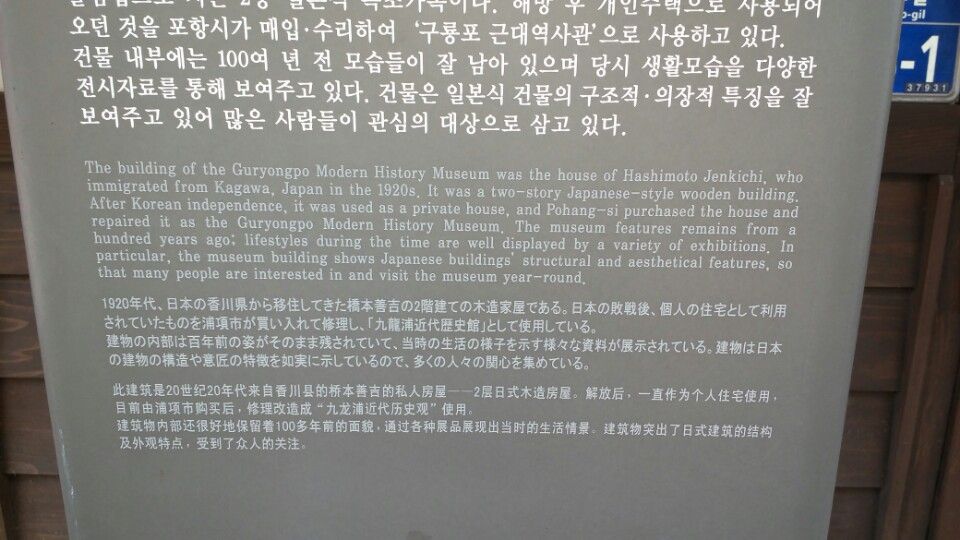 2층 일본식 목조가옥이다. 해방 후 개인주택으로 사용되어
오던 것을 포항시가 매입·수리하여 ‘구룡포 근대역사관’으로 사용하고 있다.
건물 내부에는 100여 년 전 모습들이 잘 남아 있으며 당시 생활모습을 다양한
전시자료를 통해 보여주고 있다. 건물은 일본식 건물의 구조적·의장적 특징을 잘
보여주고 있어 많은 사람들이 관심의 대상으로 삼고 있다.
The building of the Guryongpo Modern History Museum was the house of Hashimoto Jenkichi, who
immigrated from Kagawa, Japan in the 1920s. It was a two-story Japanese-style wooden building.
After Korean independence, it was used as a private house, and Pohang-si purchased the house and
repaired it as the Guryongpo Modern History Museum. The museum features remains from a
hundred years ago; lifestyles during the time are well displayed by a variety of exhibitions. In
particular, the museum building shows Japanese buildings' structural and aesthetical features, so
that many people are interested in and visit the museum year-round.
1920年代、日本の香川県から移住してきた橋本善吉の2階建ての木造家屋である。日本の敗戦後、個人の住宅として利用
されていたものを浦項市が買い入れて修理し、「九龍浦近代歴史館」として使用している。
建物の内部は百年前の姿がそのまま残されていて、当時の生活の様子を示す様々な資料が展示されている。建物は日本
の建物の構造や意匠の特徴を如実に示しているので、多くの人々の関心を集めている。
此建筑是20世纪20年代来自香川县的桥本善吉的私人房屋——2层日式木造房屋。解放后，一直作为个人住宅使用，
目前由浦项市购买后，修理改造成“九龙浦近代历史观”使用。
建筑物内部还很好地保留着100多年前的面貌，通过各种展品展现出当时的生活情景。建筑物突出了日式建筑的结构
及外观特点，受到了众人的关注。
o-gil
-1
37931